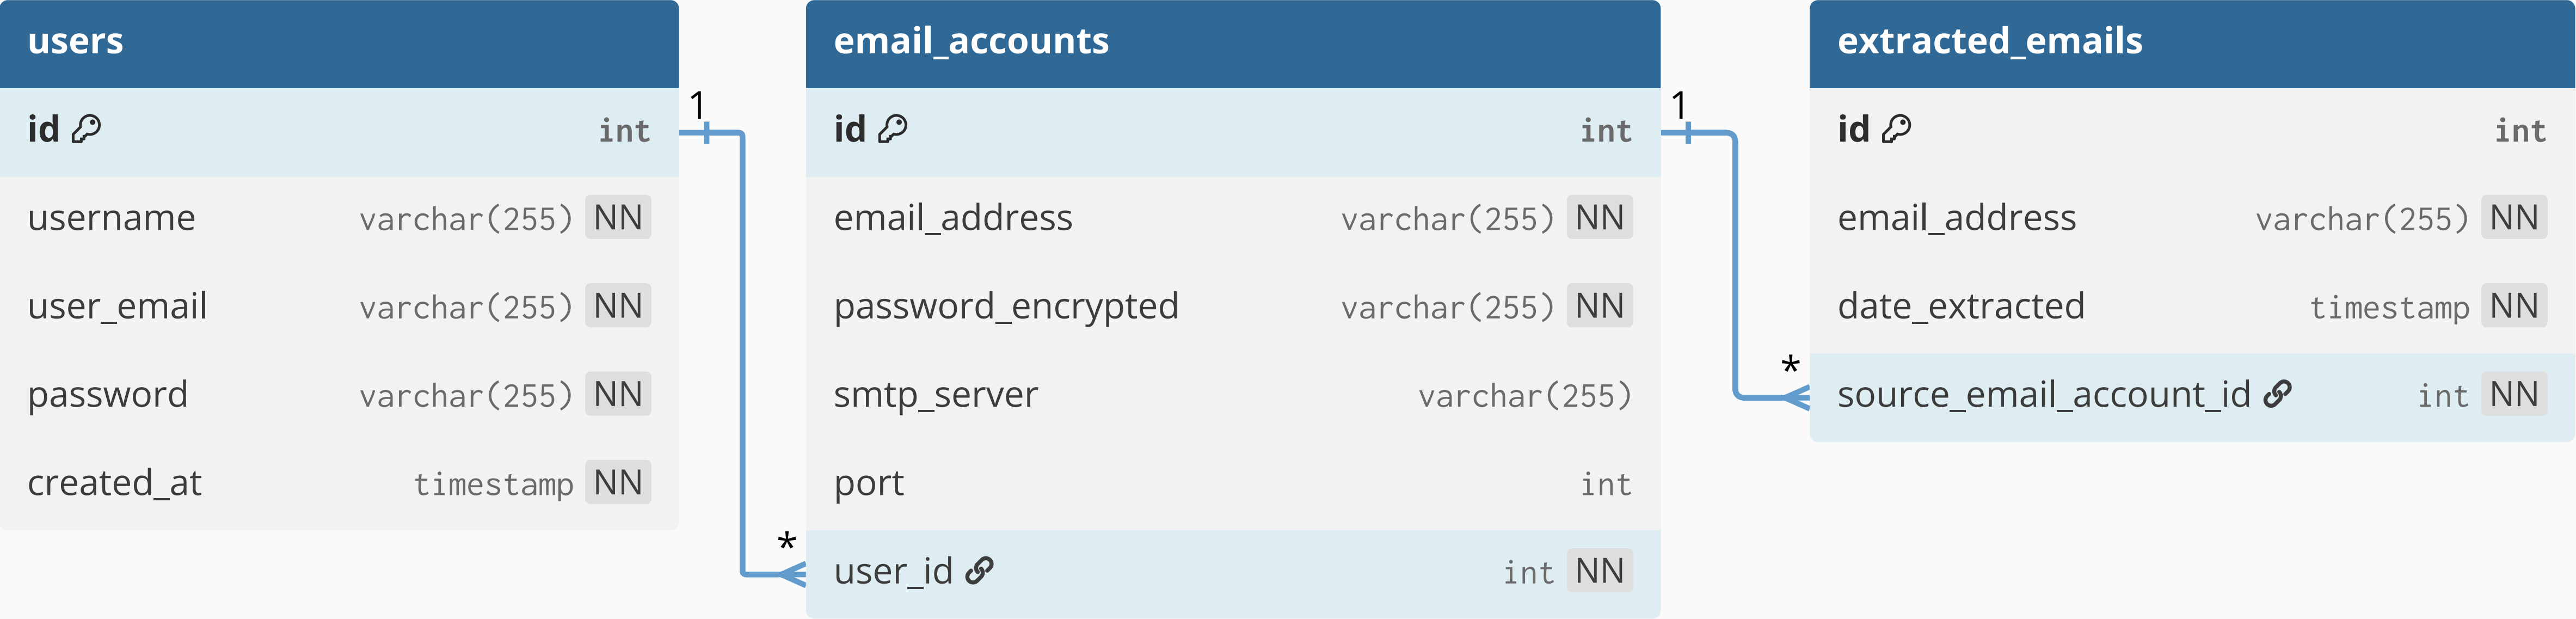 users
id int
username varchar(255) NN
user_email varchar(255) NN
password varchar(255) NN
created_at timestamp NN
1
*
email_accounts
id int
email_address varchar(255) NN
password_encrypted varchar(255) NN
smtp_server varchar(255)
port int
user_id int NN
1
*
extracted_emails
id int
email_address varchar(255) NN
date_extracted timestamp NN
source_email_account_id int NN